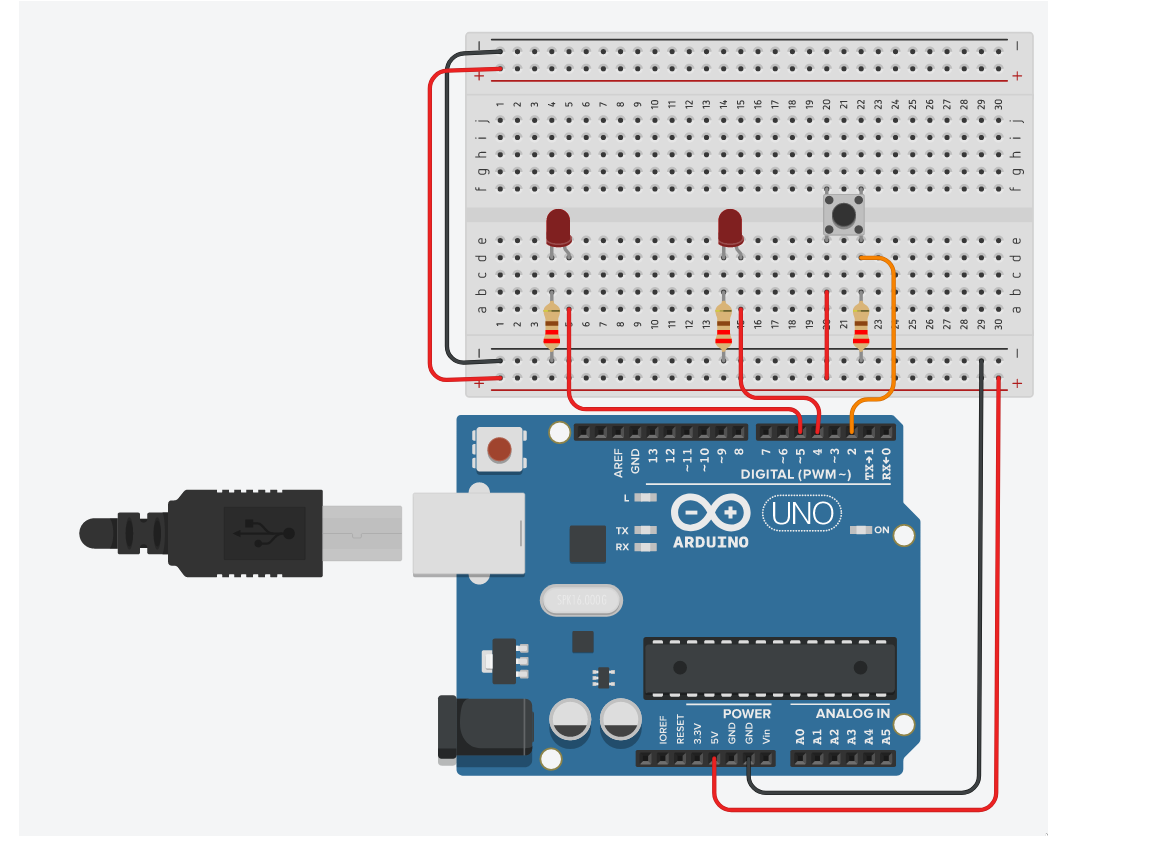 − −
+ +
1 2 3 4 5 6 7 8 9 10 11 12 13 14 15 16 17 18 19 20 21 22 23 24 25 26 27 28 29 30
j j
i i
h h
g g
f f
e e
d d
c c
b b
a a
1 2 3 4 5 6 7 8 9 10 11 12 13 14 15 16 17 18 19 20 21 22 23 24 25 26 27 28 29 30
− −
+ +
AREF GND 13 12 ~11 ~10 ~9 8 7 ~6 ~5 4 ~3 2 TX→1 RX←0
DIGITAL (PWM~)
L
TX
RX
ARDUINO
UNO
ON
SPK16.000G
POWER
ANALOG IN
IOREF RESET 3.3V 5V GND GND Vin A0 A1 A2 A3 A4 A5